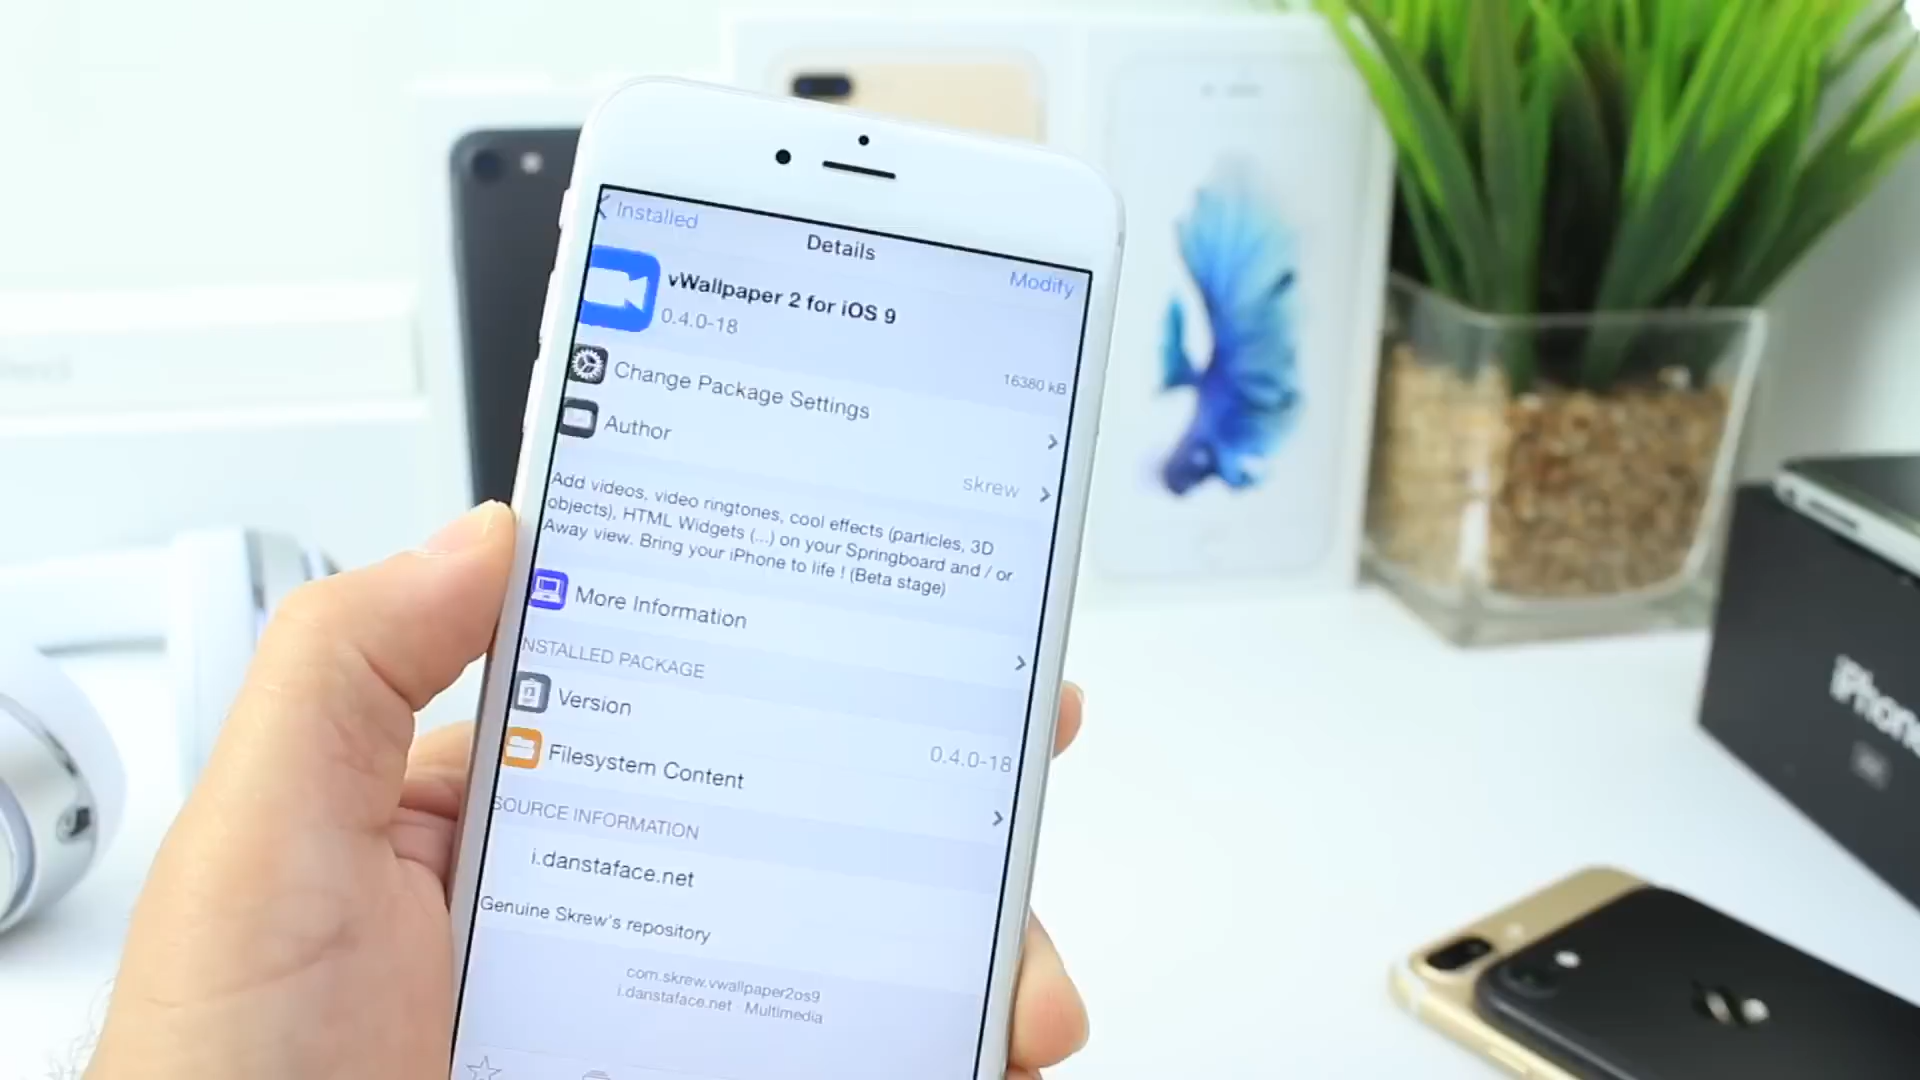 Installed
Details
Modify
vWallpaper 2 for iOS 9
0.4.0-18
16380 kB
Change Package Settings
Author
skrew
Add videos, video ringtones, cool effects (particles, 3D
objects), HTML Widgets (...) on your Springboard and / or
Away view. Bring your iPhone to life ! (Beta stage)
More Information
NSTALLED PACKAGE
Version
0.4.0-18
Filesystem Content
SOURCE INFORMATION
i.danstaface.net
Genuine Skrew's repository
com.skrew.vwallpaper2os9
i.danstaface.net · Multimedia
iPhone